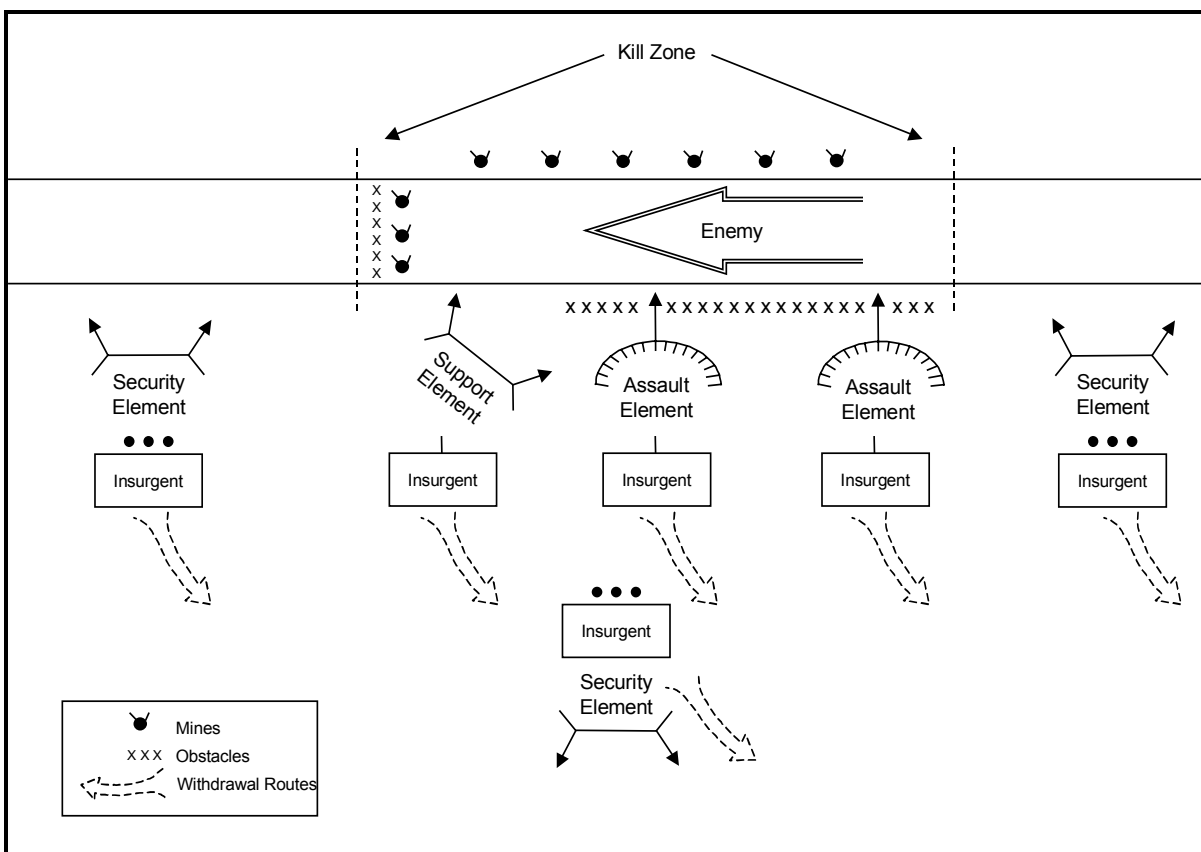 Kill Zone
x
x
x
x
x
x
Enemy
x x x x x x x x x x x x x x x x x x x x x
Security
Element
Support
Element
Assault
Element
Assault
Element
Security
Element
Insurgent
Insurgent
Insurgent
Insurgent
Insurgent
Insurgent
Security
Element
Mines
x x x Obstacles
Withdrawal Routes